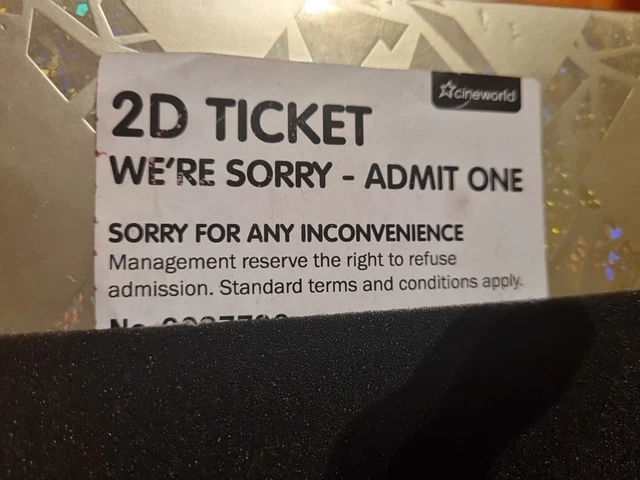 cineworld
2D TICKET
WE'RE SORRY - ADMIT ONE
SORRY FOR ANY INCONVENIENCE
Management reserve the right to refuse
admission. Standard terms and conditions apply.
No